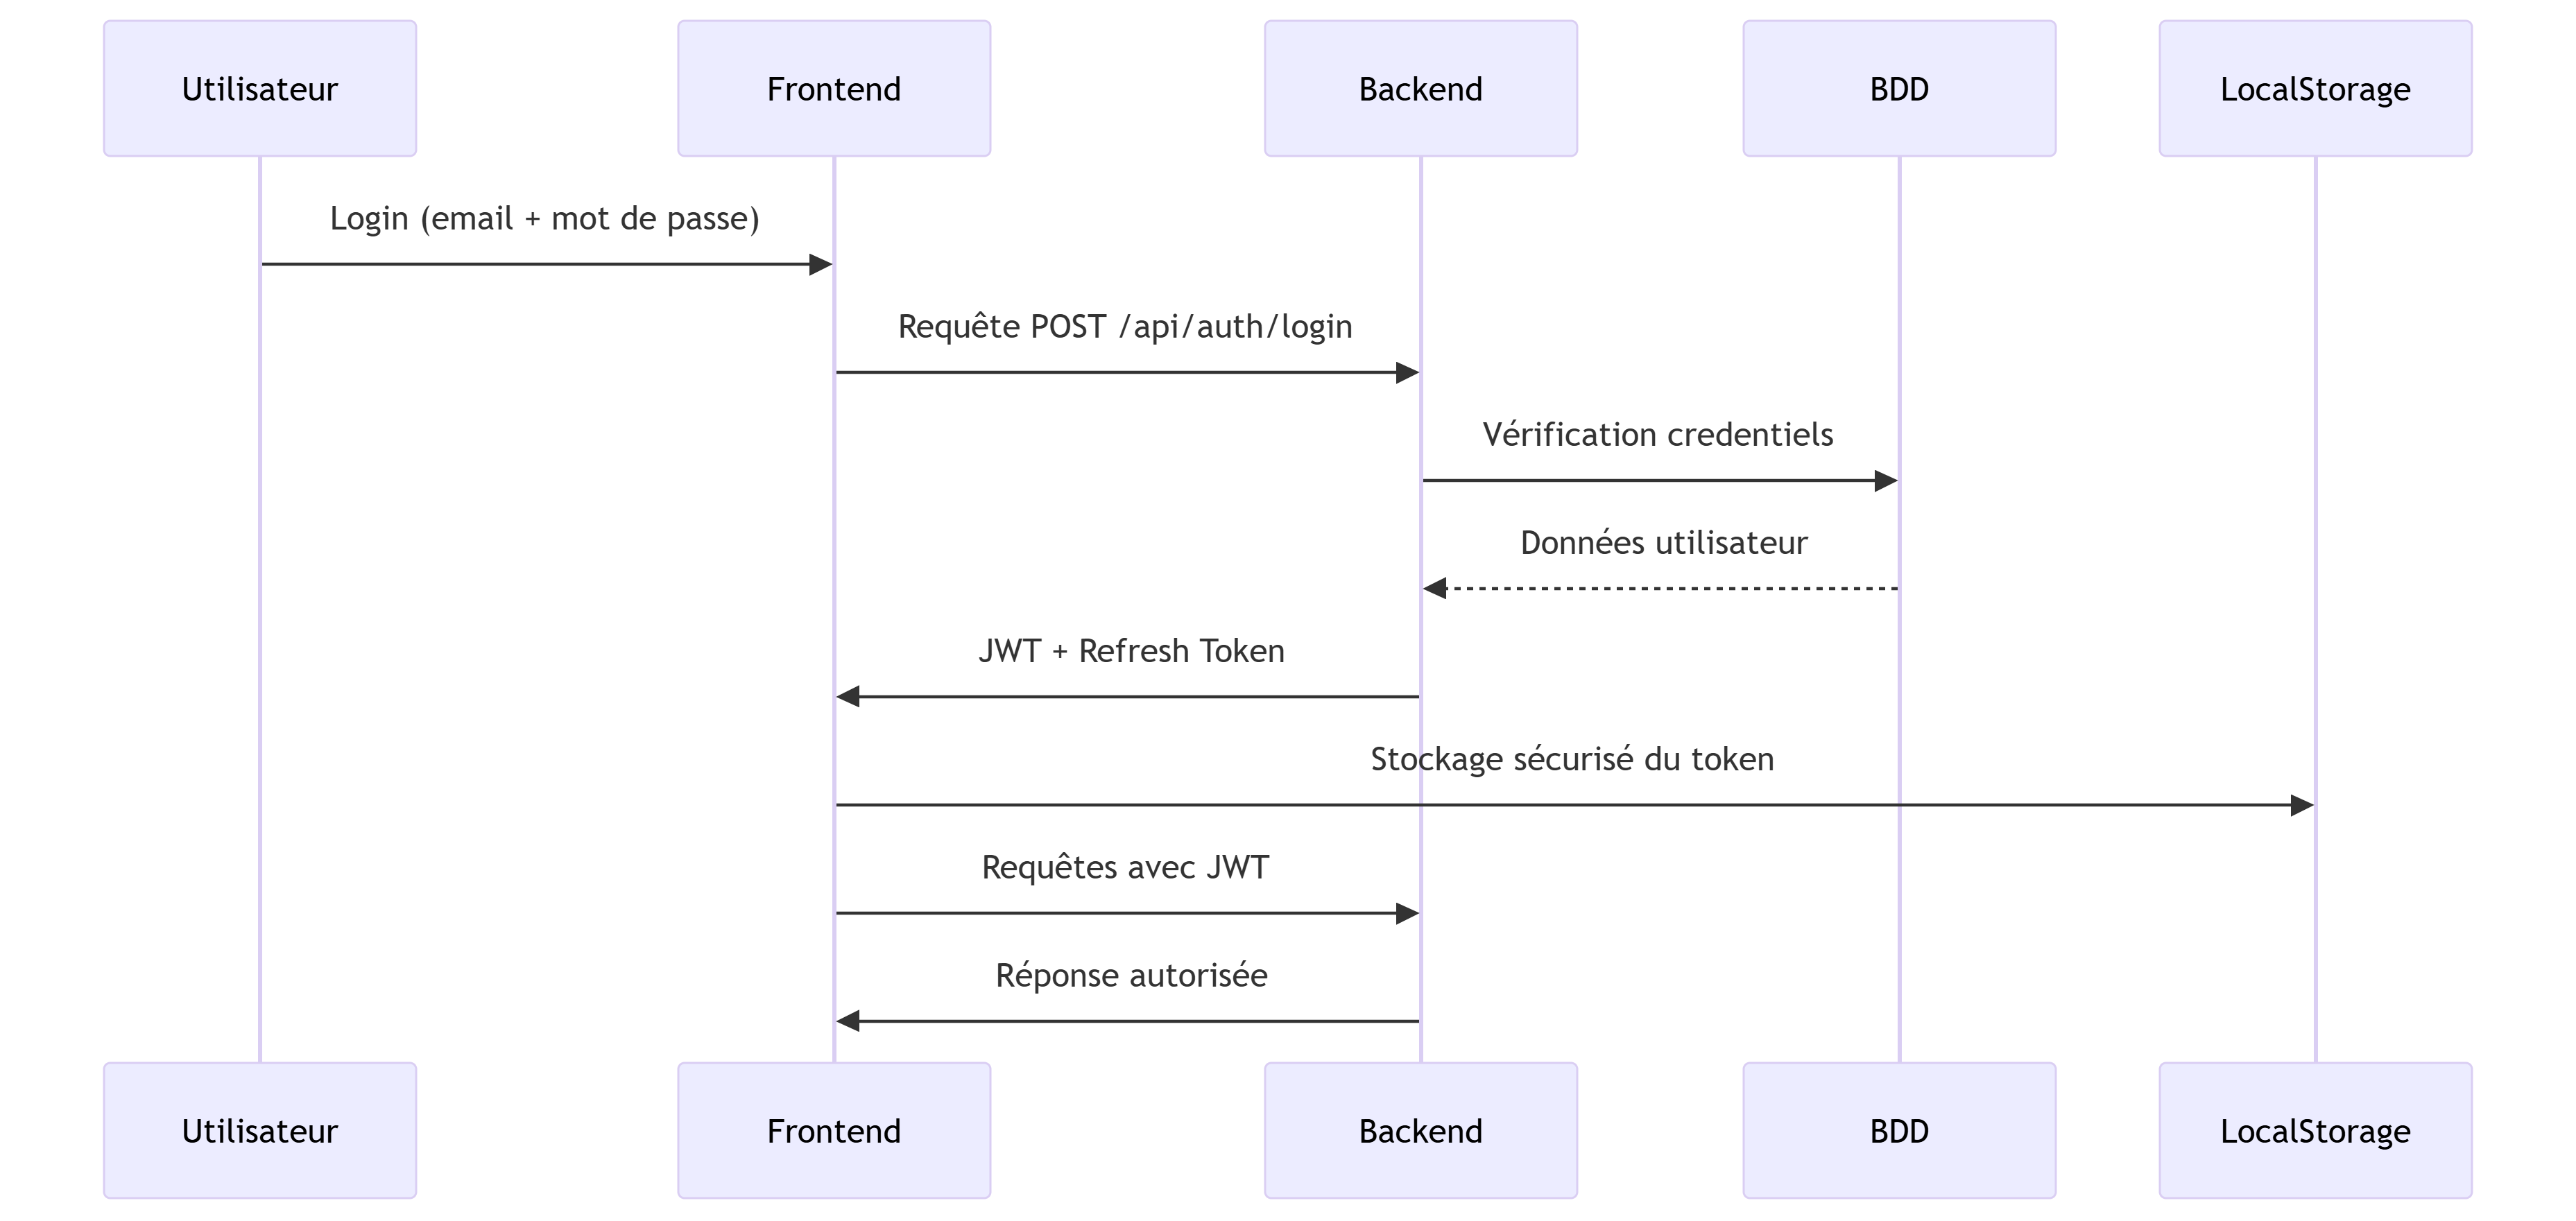 Utilisateur
Frontend
Backend
BDD
LocalStorage
Login (email + mot de passe)
Requête POST /api/auth/login
Vérification credentiels
Données utilisateur
JWT + Refresh Token
Stockage sécurisé du token
Requêtes avec JWT
Réponse autorisée
Utilisateur
Frontend
Backend
BDD
LocalStorage